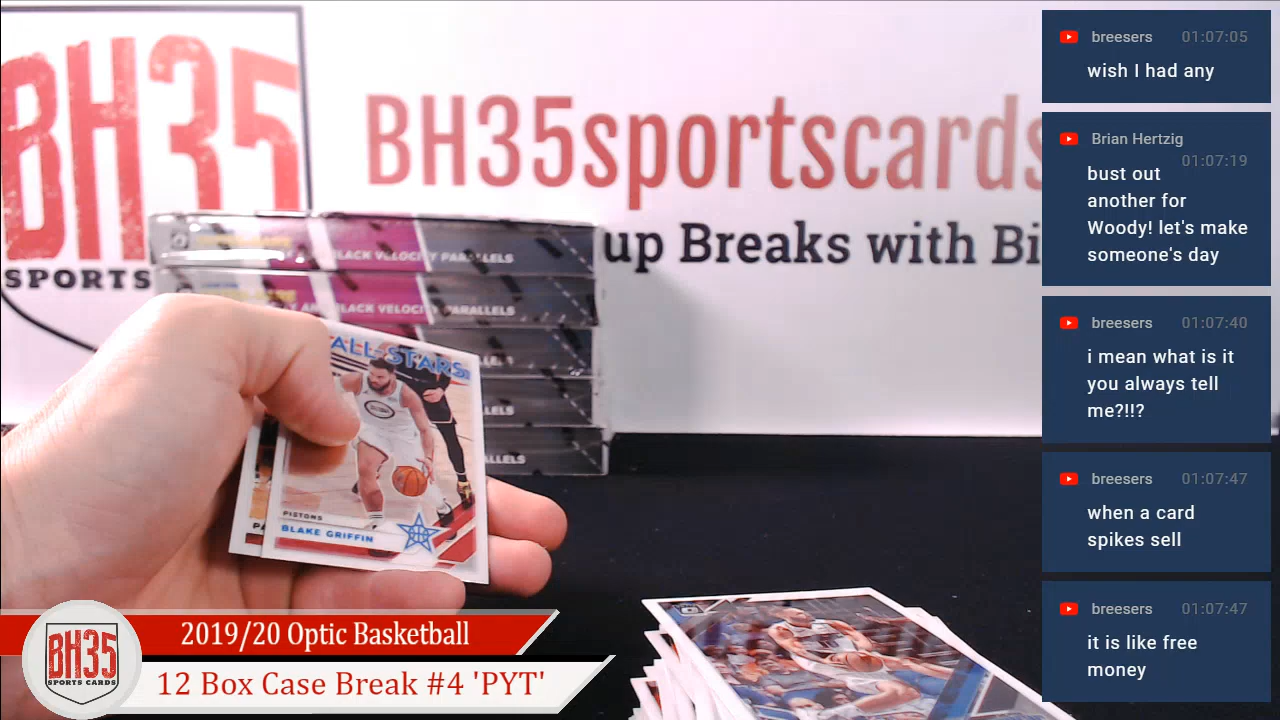 BH35
SPORTS
BH35sportscards
up Breaks with Bi
BLACK VELOCITY PARALLELS
BLACK VELOCITY PARALLELS
ALL-STARS
PISTONS
BLAKE GRIFFIN
BH35
SPORTS CARDS
2019/20 Optic Basketball
12 Box Case Break #4 'PYT'
breesers 01:07:05
wish I had any
Brian Hertzig
01:07:19
bust out
another for
Woody! let's make
someone's day
breesers 01:07:40
i mean what is it
you always tell
me?!!?
breesers 01:07:47
when a card
spikes sell
breesers 01:07:47
it is like free
money